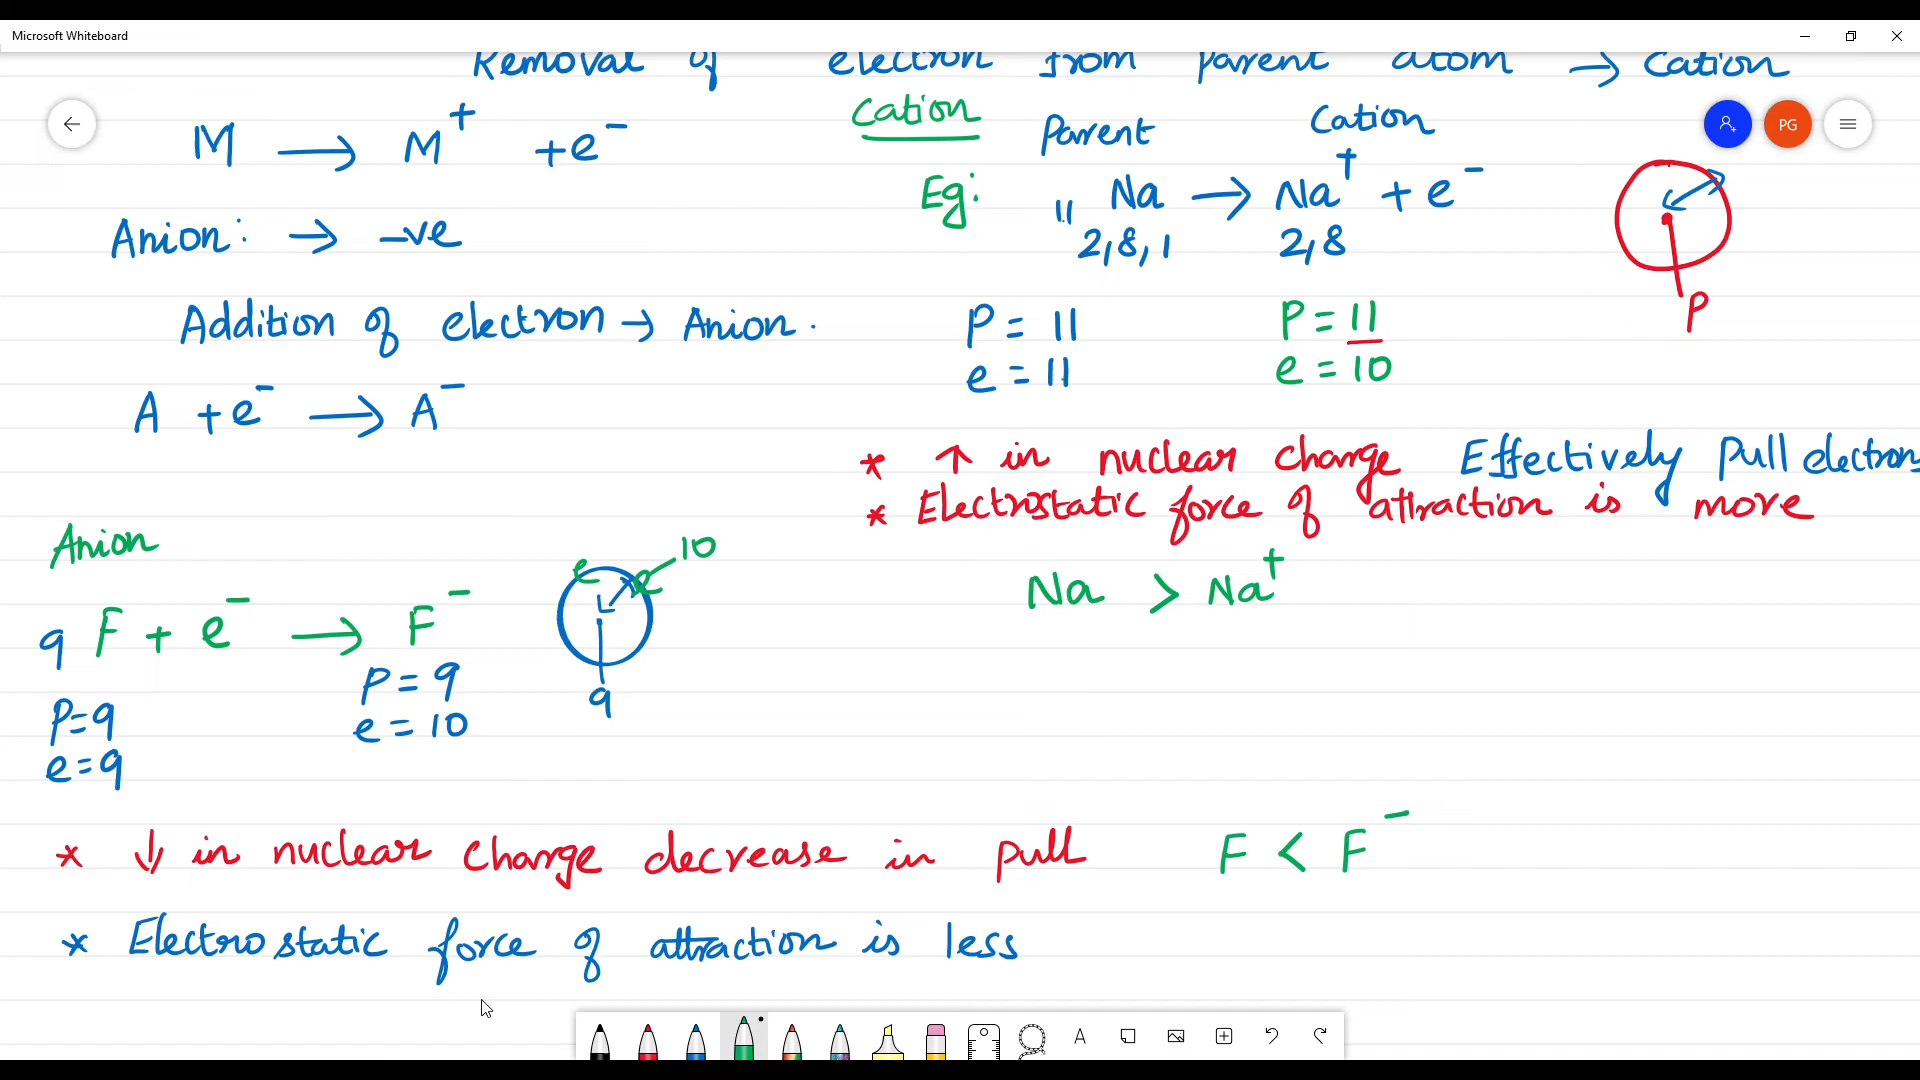 Microsoft Whiteboard
Removal of electron from Parent atom → Cation
M → M⁺ + e⁻
Anion: → -ve
Addition of electron → Anion.
A + e⁻ → A⁻
Cation
Parent Cation
Eg: 11 Na → Na⁺ + e⁻
2,8,1 2,8
P = 11 P = 11
e = 11 e = 10
PG
P
* ↑ in nuclear change Effectively Pull electrons
* Electrostatic force of attraction is more
Na > Na⁺
Anion
9 F + e⁻ → F⁻
P=9 P = 9
e=9 e = 10
e e 10
9
* ↓ in nuclear change decrease in pull F < F⁻
* Electrostatic force of attraction is less
A